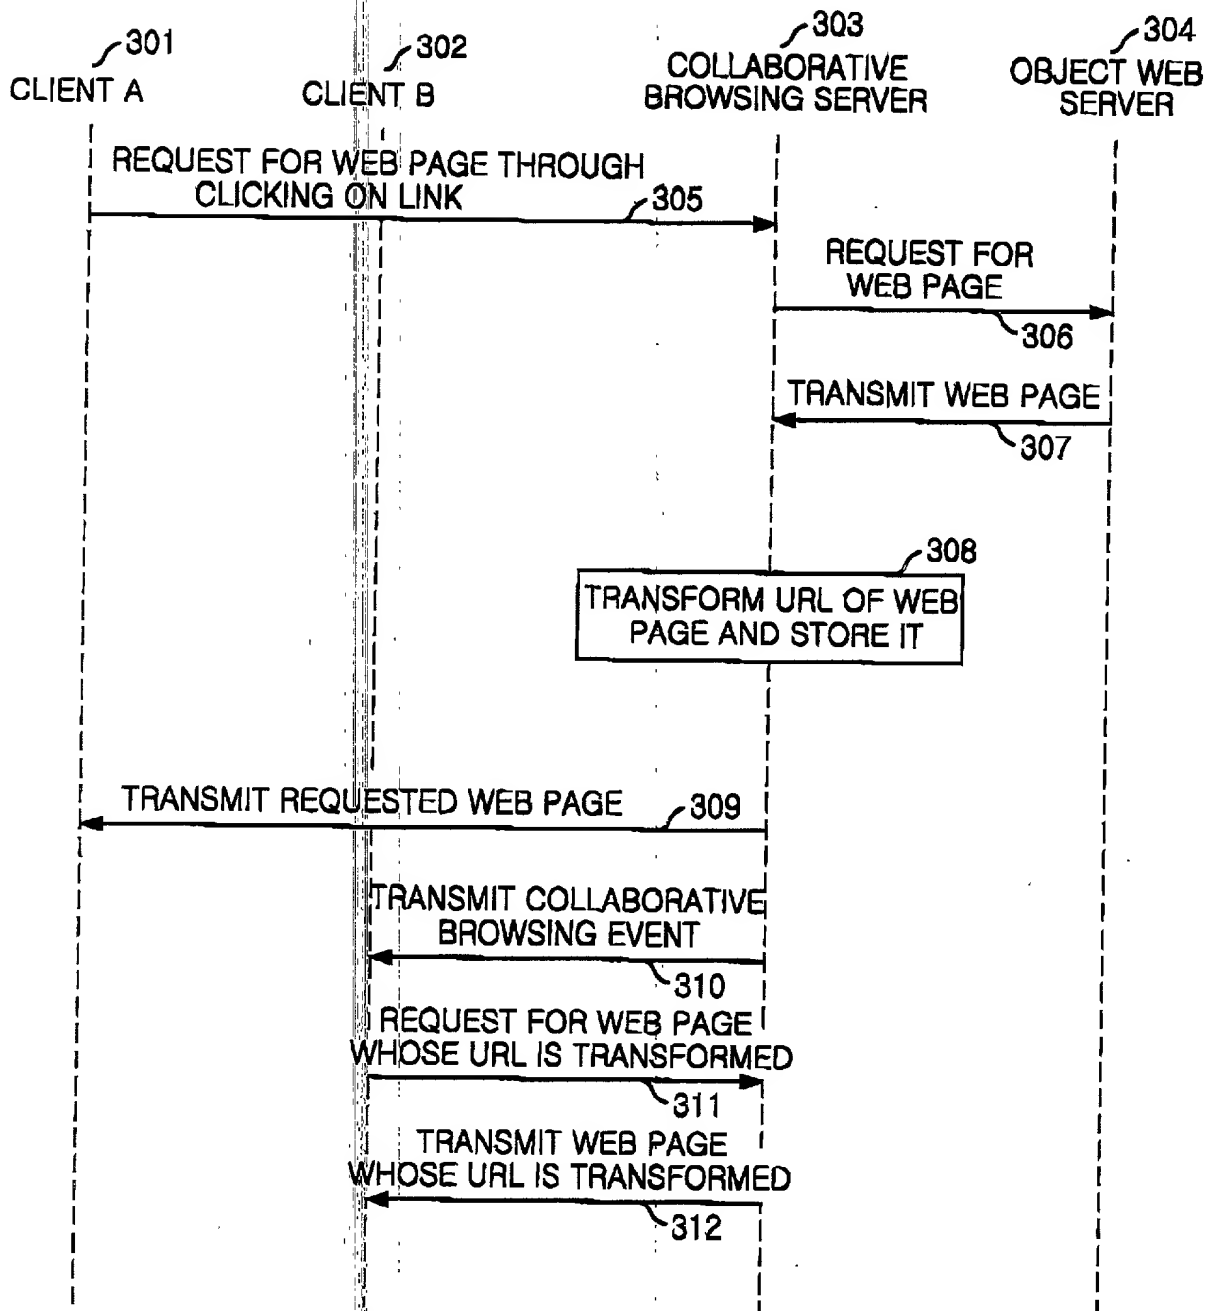 301
CLIENT A
302
CLIENT B
303
COLLABORATIVE
BROWSING SERVER
304
OBJECT WEB
SERVER
REQUEST FOR WEB PAGE THROUGH
CLICKING ON LINK
305
REQUEST FOR
WEB PAGE
306
TRANSMIT WEB PAGE
307
308
TRANSFORM URL OF WEB
PAGE AND STORE IT
TRANSMIT REQUESTED WEB PAGE
309
TRANSMIT COLLABORATIVE
BROWSING EVENT
310
REQUEST FOR WEB PAGE
WHOSE URL IS TRANSFORMED
311
TRANSMIT WEB PAGE
WHOSE URL IS TRANSFORMED
312